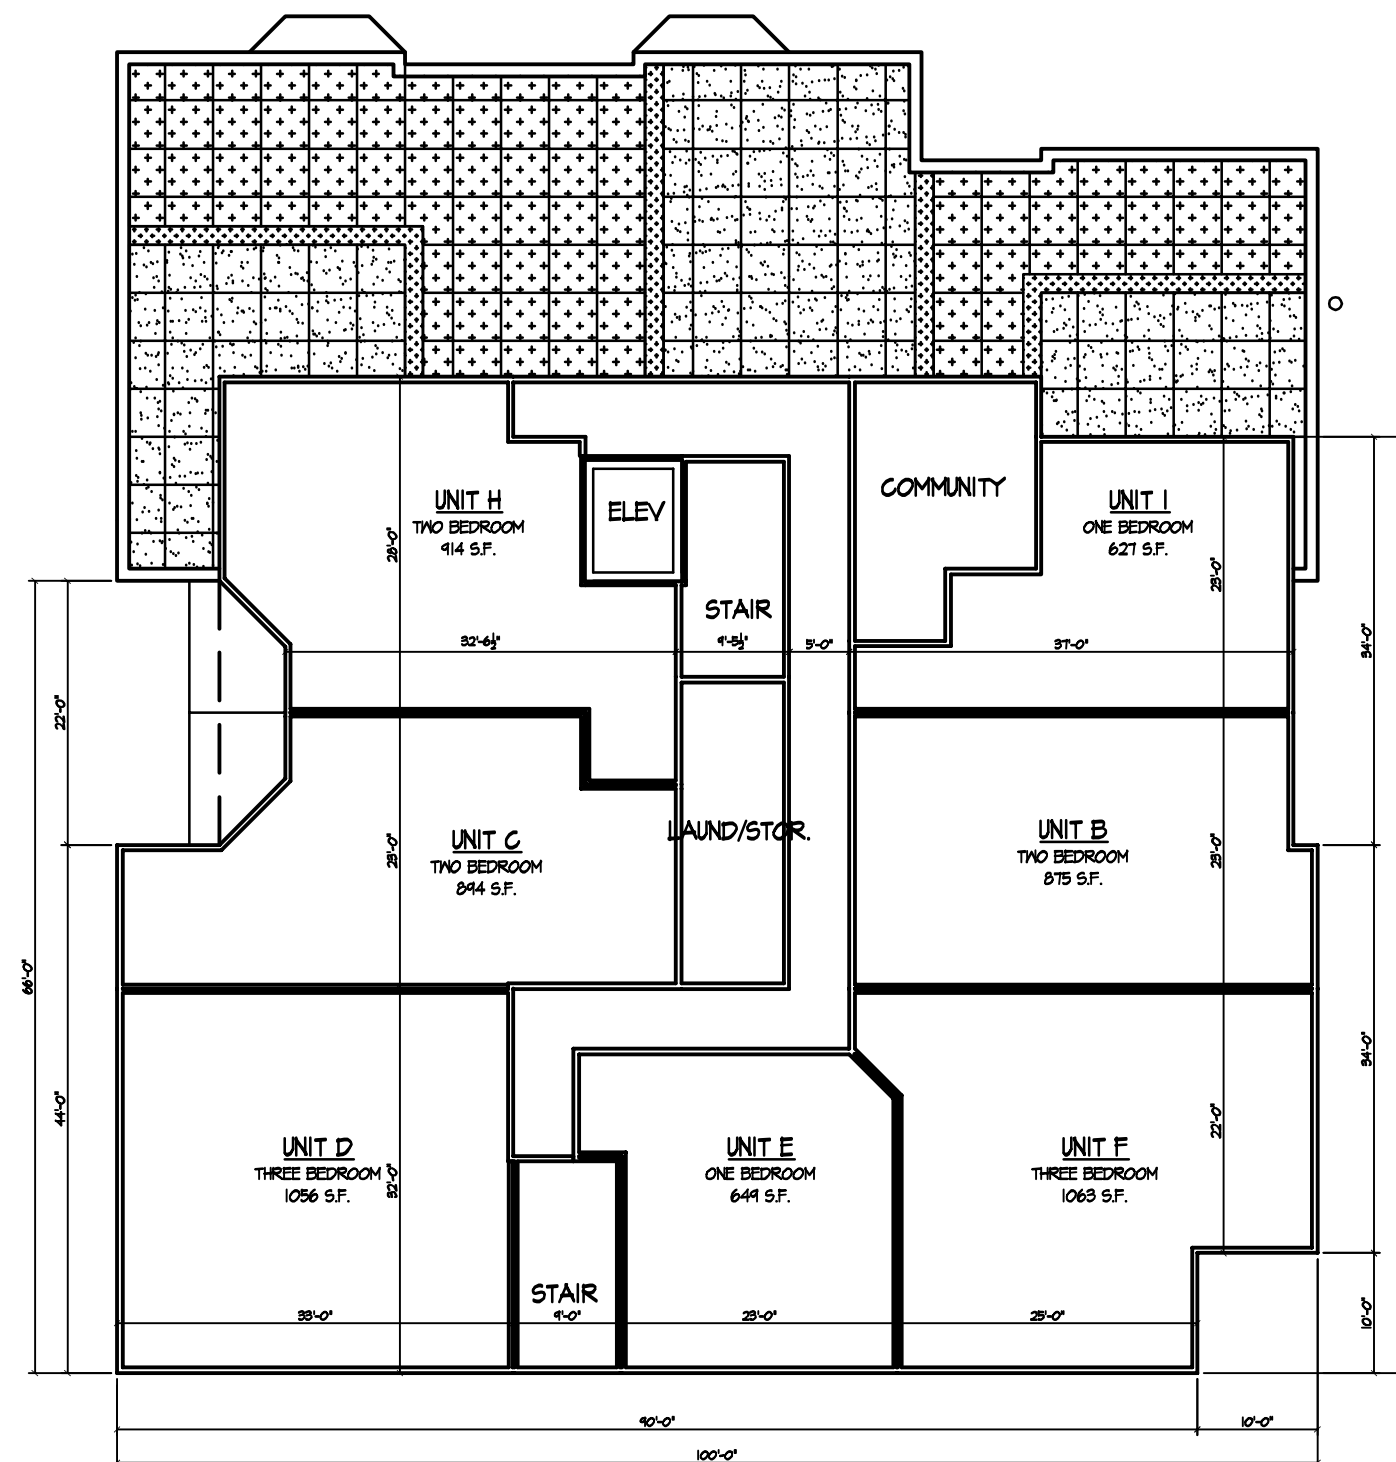 COMMUNITY
UNIT H
TWO BEDROOM
914 S.F.
ELEV
UNIT I
ONE BEDROOM
627 S.F.
28'-0"
23'-0"
STAIR
32'-6½"
9'-5½"
5'-0"
37'-0"
34'-0"
22'-0"
UNIT C
TWO BEDROOM
894 S.F.
23'-0"
LAUND/STOR.
UNIT B
TWO BEDROOM
875 S.F.
23'-0"
66'-0"
44'-0"
34'-0"
UNIT D
THREE BEDROOM
1056 S.F.
32'-0"
UNIT E
ONE BEDROOM
649 S.F.
UNIT F
THREE BEDROOM
1063 S.F.
22'-0"
STAIR
33'-0"
9'-0"
23'-0"
25'-0"
10'-0"
90'-0"
10'-0"
100'-0"